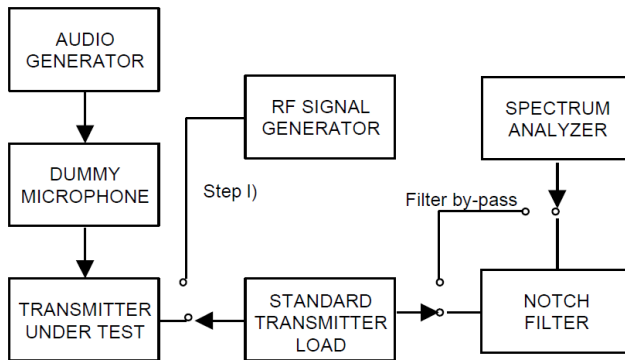 AUDIO
GENERATOR
RF SIGNAL
GENERATOR
SPECTRUM
ANALYZER
DUMMY
MICROPHONE
Step I)
Filter by-pass
TRANSMITTER
UNDER TEST
STANDARD
TRANSMITTER
LOAD
NOTCH
FILTER